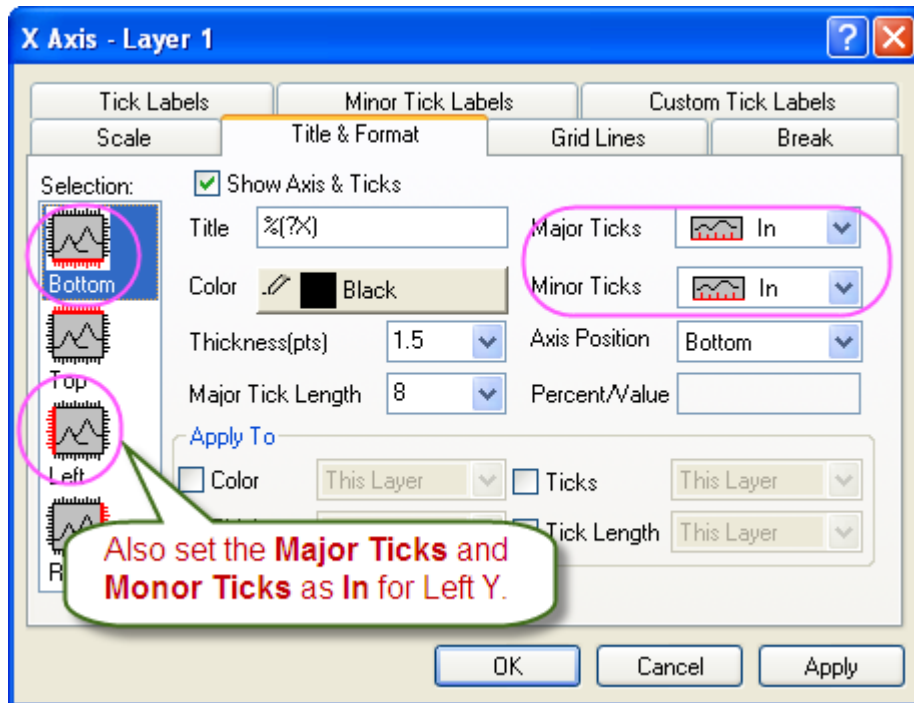 X Axis - Layer 1
Tick Labels Minor Tick Labels Custom Tick Labels
Scale Title & Format Grid Lines Break
Selection:
Show Axis & Ticks
Title %(?X) Major Ticks In
Bottom
Color Black Minor Ticks In
Thickness(pts) 1.5 Axis Position Bottom
Top
Major Tick Length 8 Percent/Value
Apply To
Left
Color This Layer Ticks This Layer
Tick Length This Layer
Also set the Major Ticks and
Monor Ticks as In for Left Y.
OK Cancel Apply